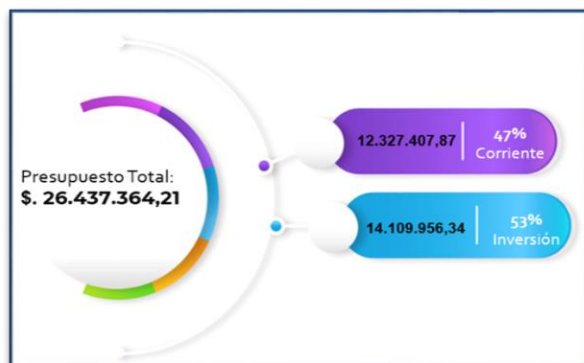 Presupuesto Total:
$. 26.437.364,21
12.327.407,87
47%
Corriente
14.109.956,34
53%
Inversión